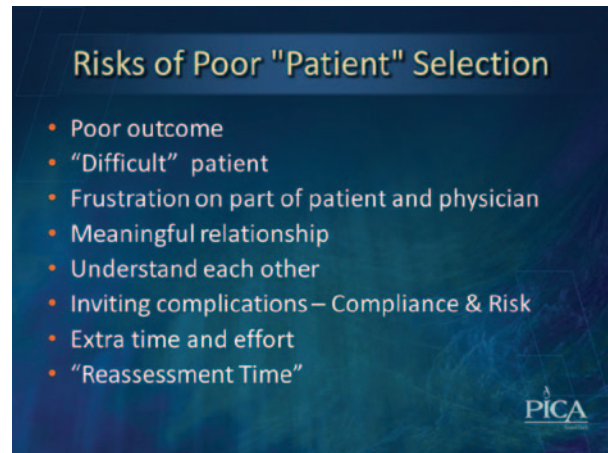 Risks of Poor "Patient" Selection
• Poor outcome
• “Difficult” patient
• Frustration on part of patient and physician
• Meaningful relationship
• Understand each other
• Inviting complications – Compliance & Risk
• Extra time and effort
• “Reassessment Time”
PICA